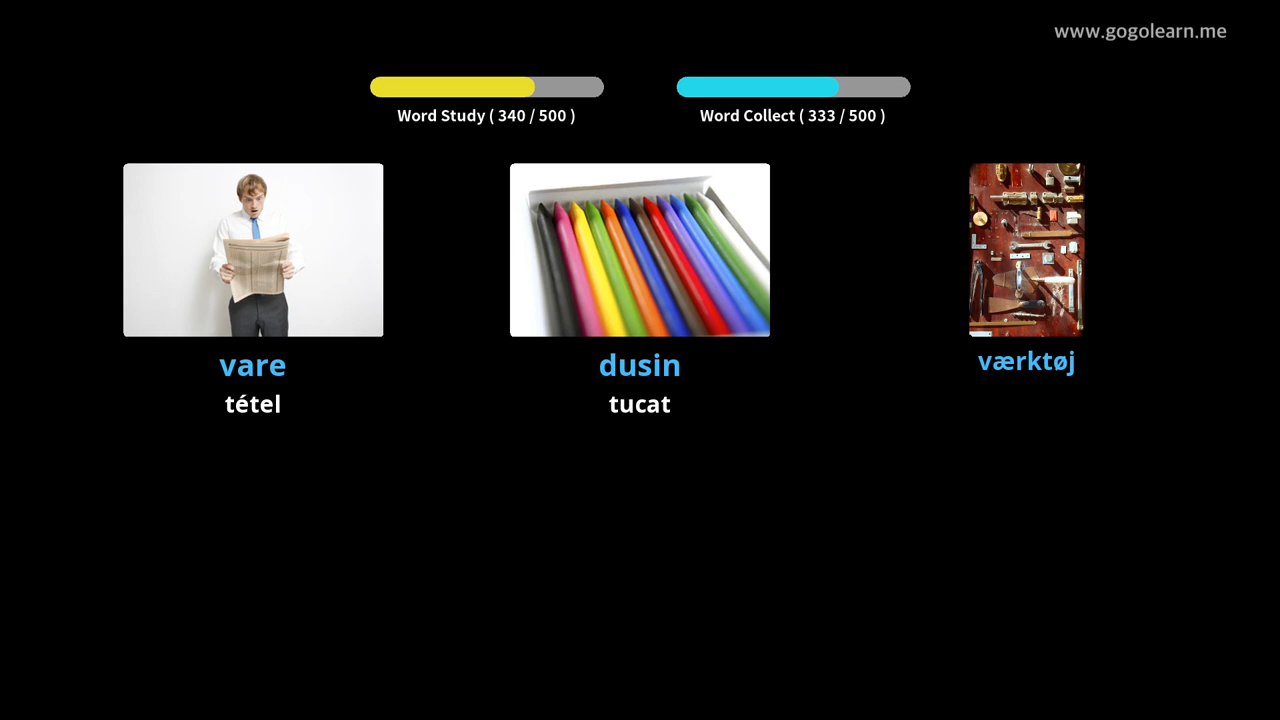 www.gogolearn.me
Word Study ( 340 / 500 )
Word Collect ( 333 / 500 )
vare
tétel
dusin
tucat
værktøj